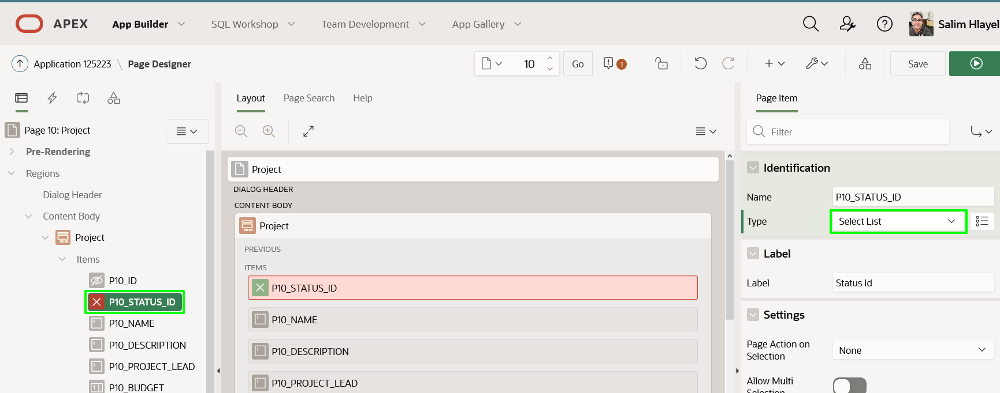 APEX App Builder SQL Workshop Team Development App Gallery Salim Hlayel
Application 125223 \ Page Designer 10 Go 1 Save
Layout Page Search Help
Page Item
Page 10: Project
Pre-Rendering
Regions
Dialog Header
Content Body
Project
Items
P10_ID
P10_STATUS_ID
P10_NAME
P10_DESCRIPTION
P10_PROJECT_LEAD
P10_BUDGET
Project
DIALOG HEADER
CONTENT BODY
Project
PREVIOUS
ITEMS
P10_STATUS_ID
P10_NAME
P10_DESCRIPTION
P10_PROJECT_LEAD
Filter
Identification
Name P10_STATUS_ID
Type Select List
Label
Label Status Id
Settings
Page Action on
Selection None
Allow Multi
Selection